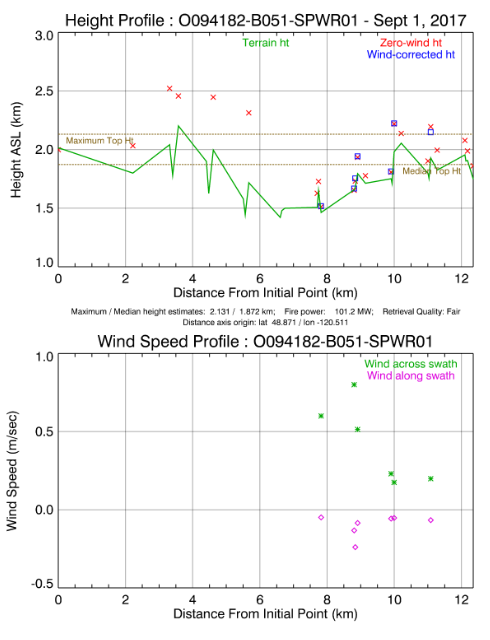 Height Profile : O094182-B051-SPWR01 - Sept 1, 2017
3.0
Terrain ht
Zero-wind ht
Wind-corrected ht
2.5
Height ASL (km)
Maximum Top Ht
2.0
Median Top Ht
1.5
1.0
0 2 4 6 8 10 12
Distance From Initial Point (km)
Maximum / Median height estimates: 2.131 / 1.872 km; Fire power: 101.2 MW; Retrieval Quality: Fair
Distance axis origin: lat 48.871 / lon -120.511
Wind Speed Profile : O094182-B051-SPWR01
1.0
Wind across swath
Wind along swath
0.5
Wind Speed (m/sec)
0.0
-0.5
0 2 4 6 8 10 12
Distance From Initial Point (km)